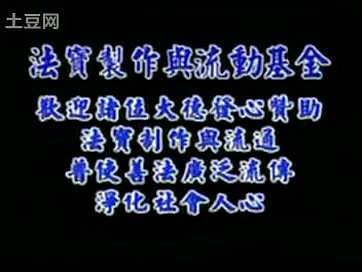 土豆网
法寶製作與流動基金
歡迎諸位大德發心贊助
法寶制作與流通
普使善法廣泛流傳
淨化社會人心